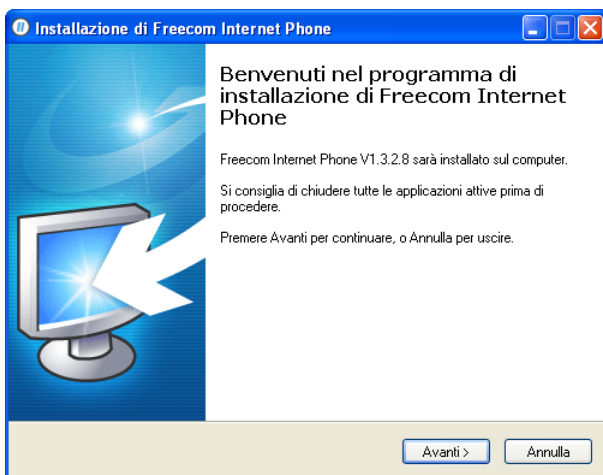 Installazione di Freecom Internet Phone
Benvenuti nel programma di
installazione di Freecom Internet
Phone
Freecom Internet Phone V1.3.2.8 sarà installato sul computer.
Si consiglia di chiudere tutte le applicazioni attive prima di
procedere.
Premere Avanti per continuare, o Annulla per uscire.
Avanti >
Annulla